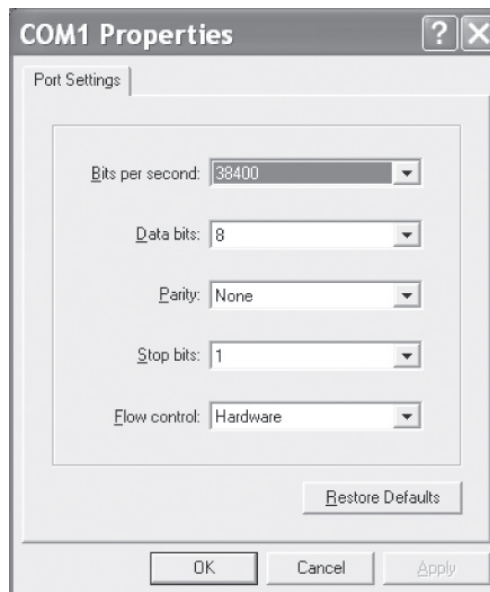 COM1 Properties ? X
Port Settings
Bits per second: 38400
Data bits: 8
Parity: None
Stop bits: 1
Flow control: Hardware
Restore Defaults
OK Cancel Apply